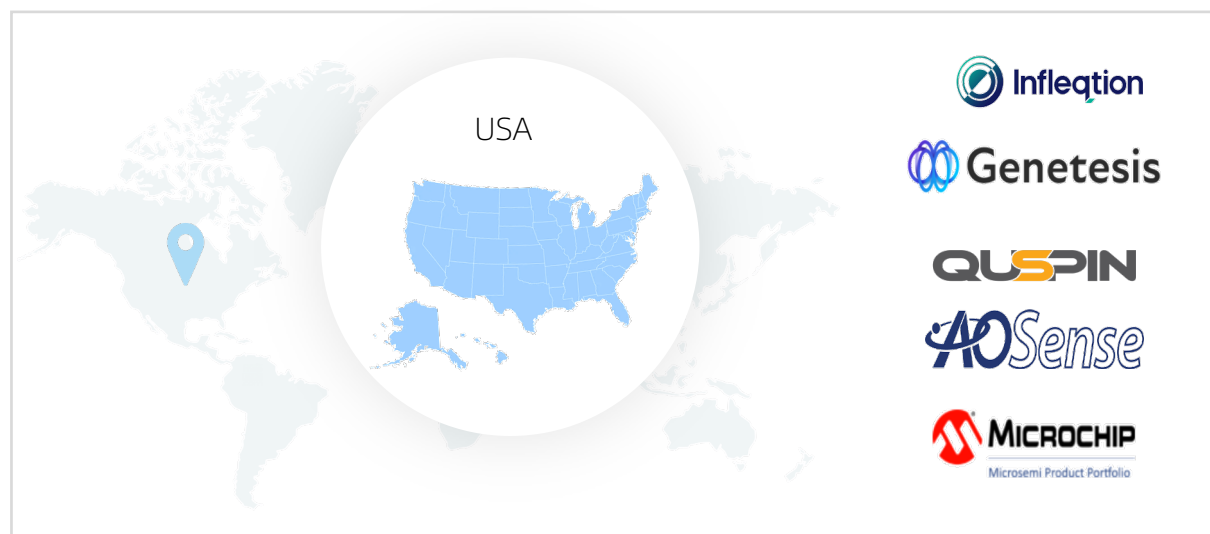 USA
Infleqtion
Genetesis
QUSPIN
AOSense
MICROCHIP
Microsemi Product Portfolio